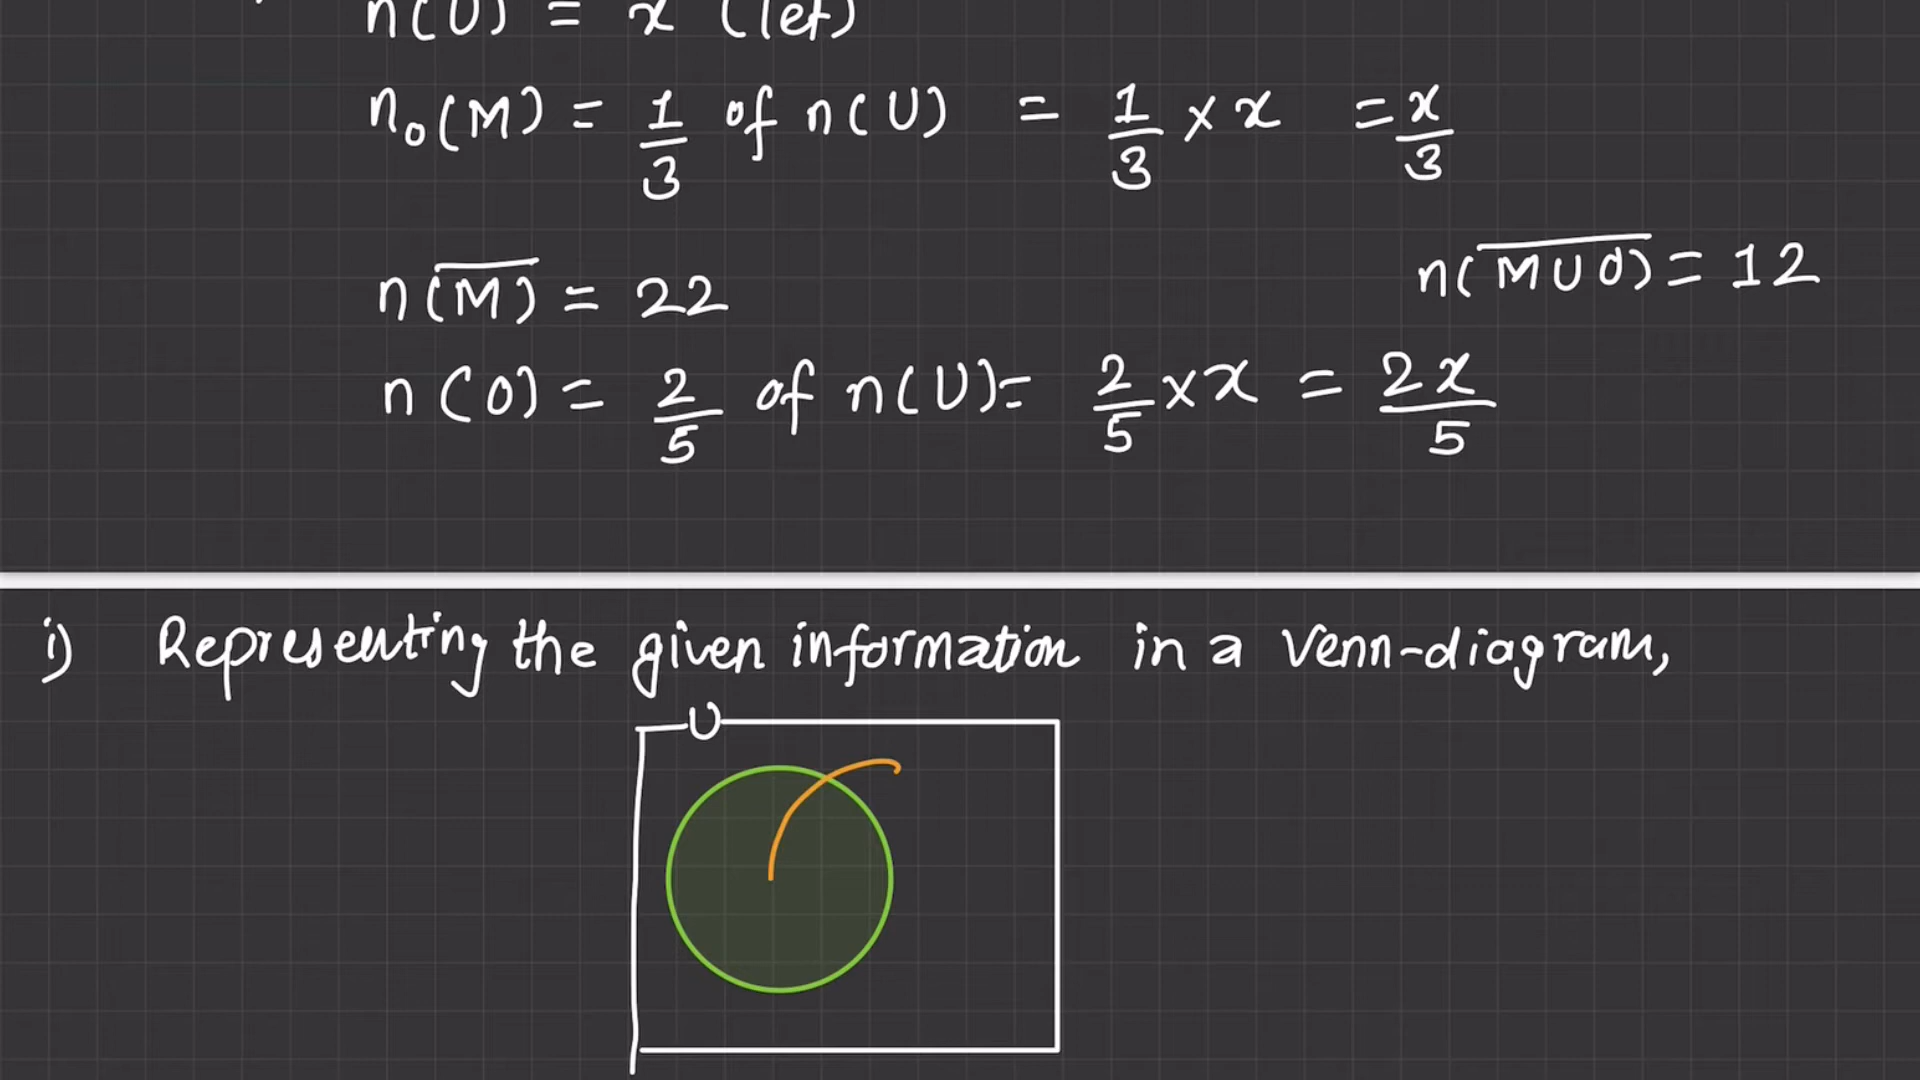 n(U) = x (let)
n₀(M) = 1/3 of n(U) = 1/3 × x = x/3
n(M̅) = 22
n(M̅ ̅∪̅ ̅O̅) = 12
n(O) = 2/5 of n(U) = 2/5 × x = 2x/5
i) Representing the given information in a Venn-diagram,
U